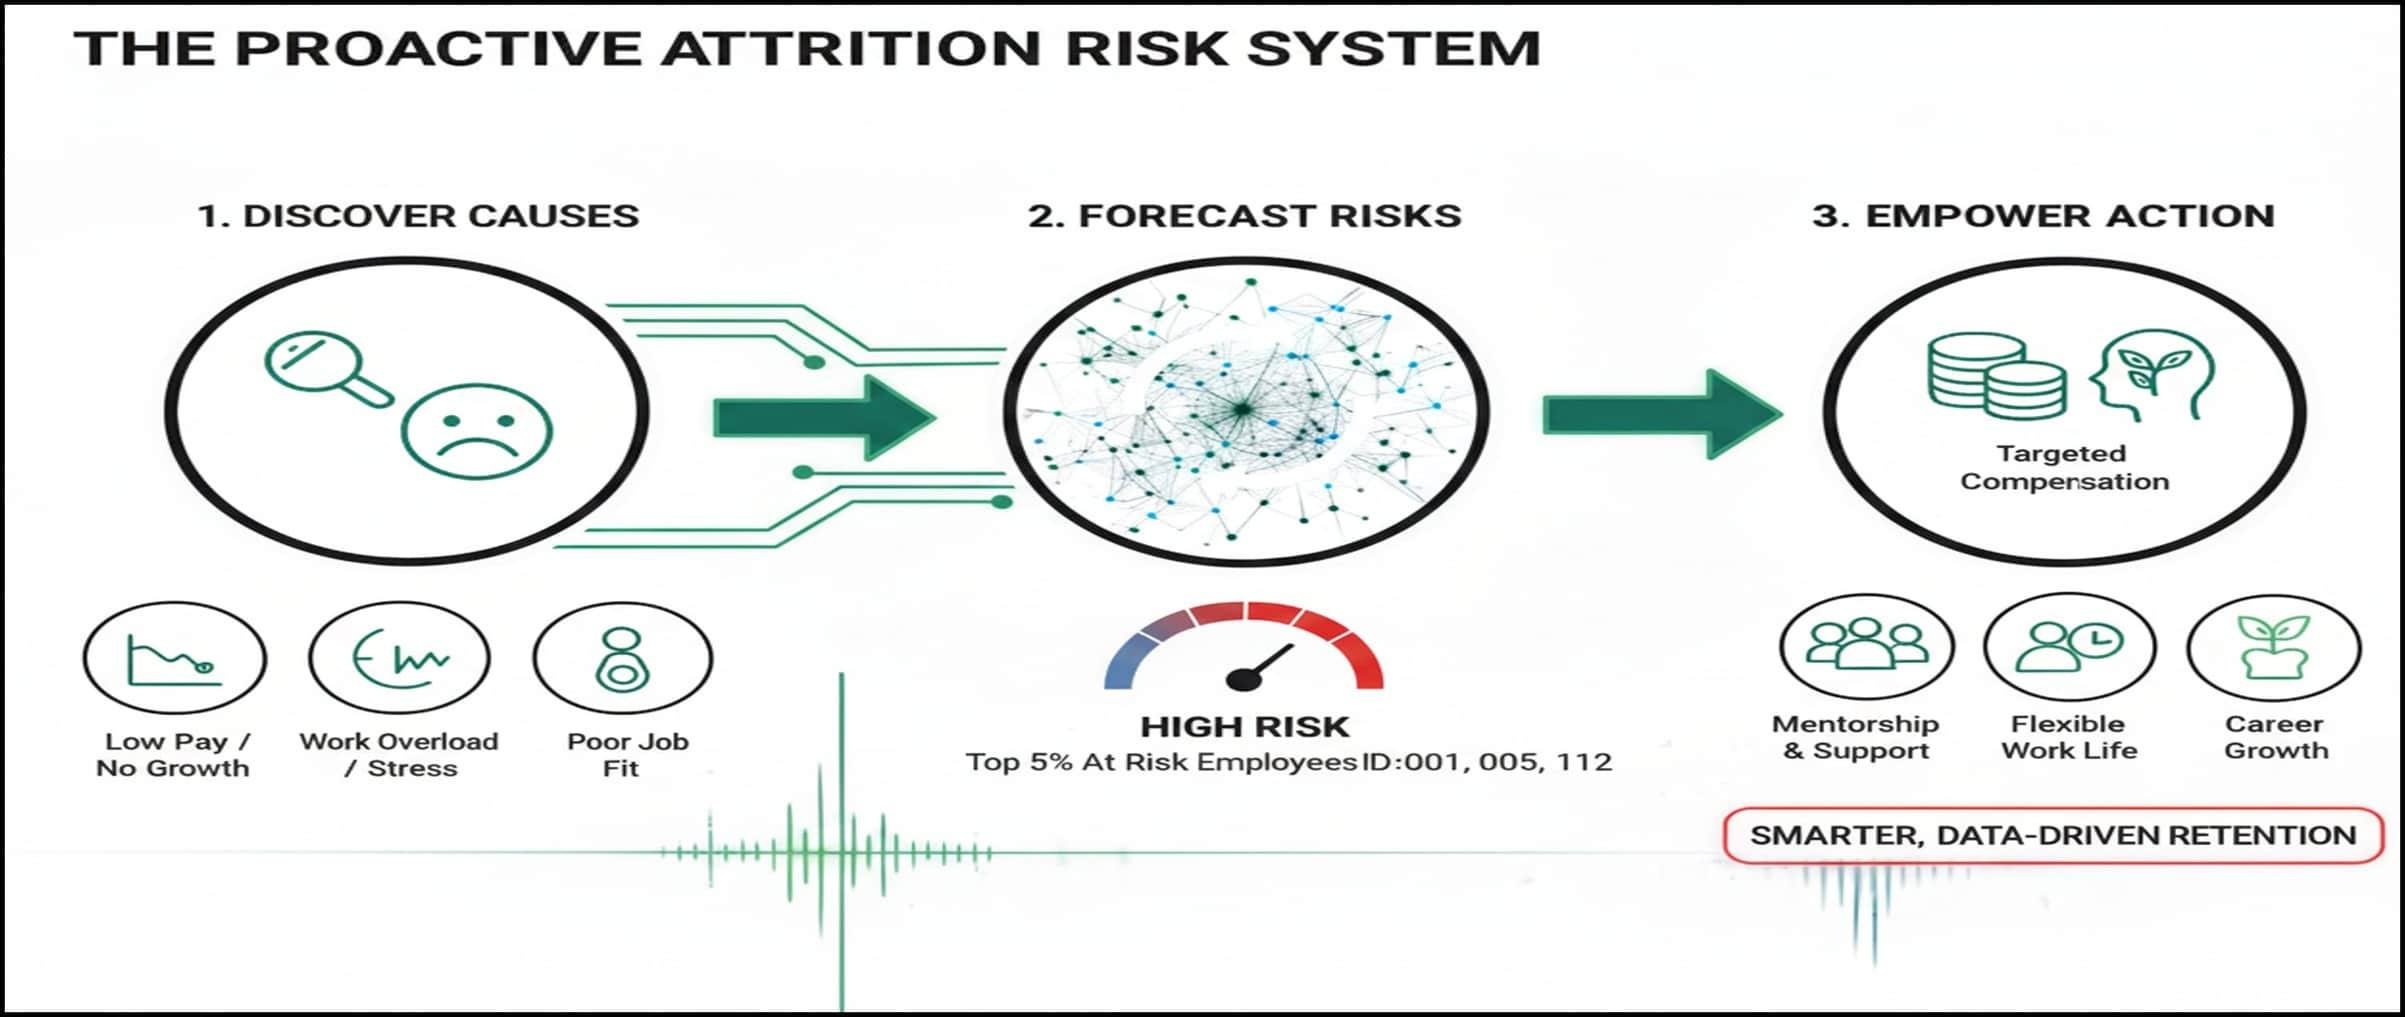 THE PROACTIVE ATTRITION RISK SYSTEM
1. DISCOVER CAUSES
Low Pay /
No Growth
Work Overload
/ Stress
Poor Job
Fit
2. FORECAST RISKS
HIGH RISK
Top 5% At Risk Employees ID:001, 005, 112
3. EMPOWER ACTION
Targeted
Compensation
Mentorship
& Support
Flexible
Work Life
Career
Growth
SMARTER, DATA-DRIVEN RETENTION